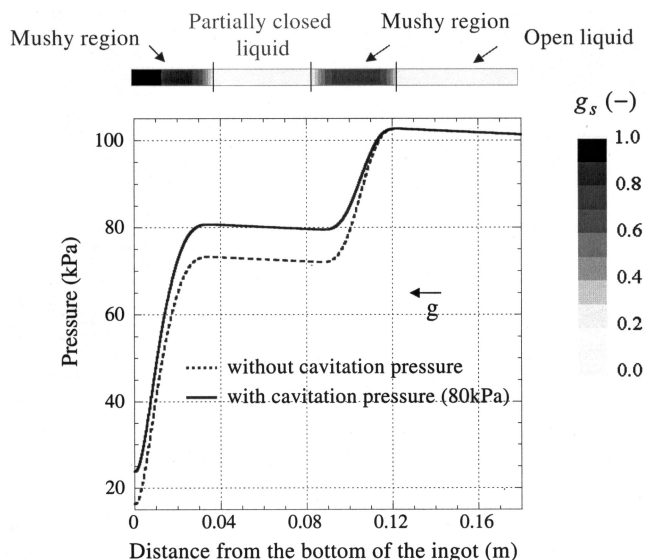 Mushy region
Partially closed
liquid
Mushy region
Open liquid
g_s (–)
1.0
0.8
0.6
0.4
0.2
0.0
Pressure (kPa)
100
80
60
40
20
g
without cavitation pressure
with cavitation pressure (80kPa)
0
0.04
0.08
0.12
0.16
Distance from the bottom of the ingot (m)